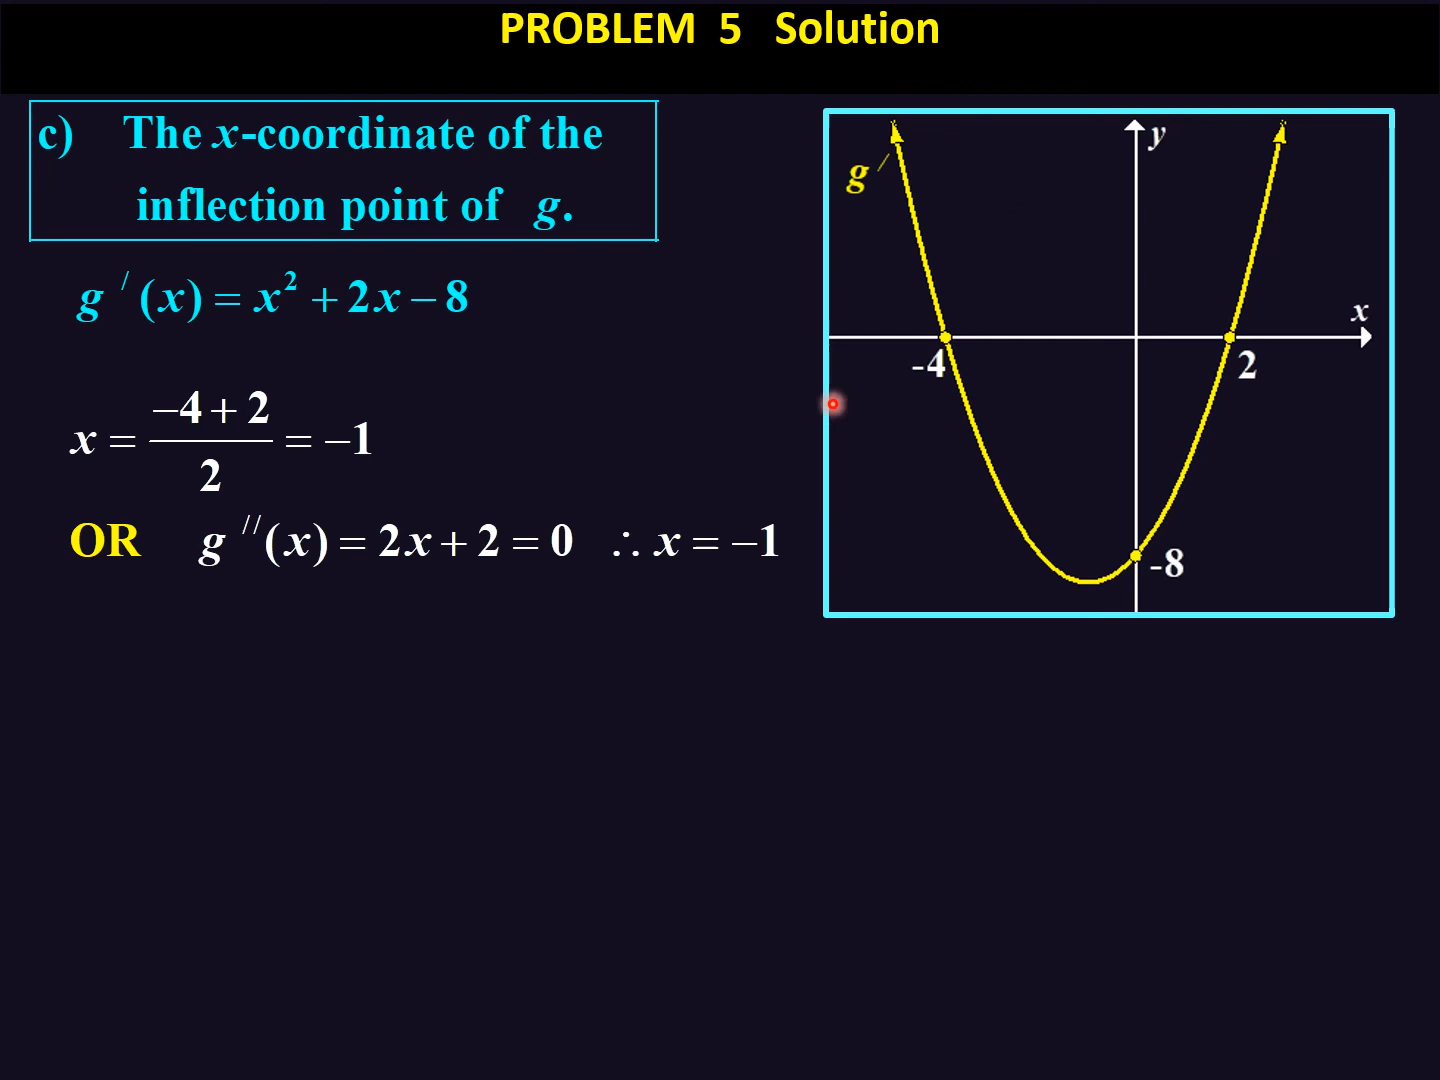 PROBLEM 5 Solution
c) The x-coordinate of the
inflection point of g.
g′(x) = x² + 2x − 8
x = (−4 + 2)/2 = −1
OR g′′(x) = 2x + 2 = 0 ∴ x = −1
g′
y
x
-4
2
-8